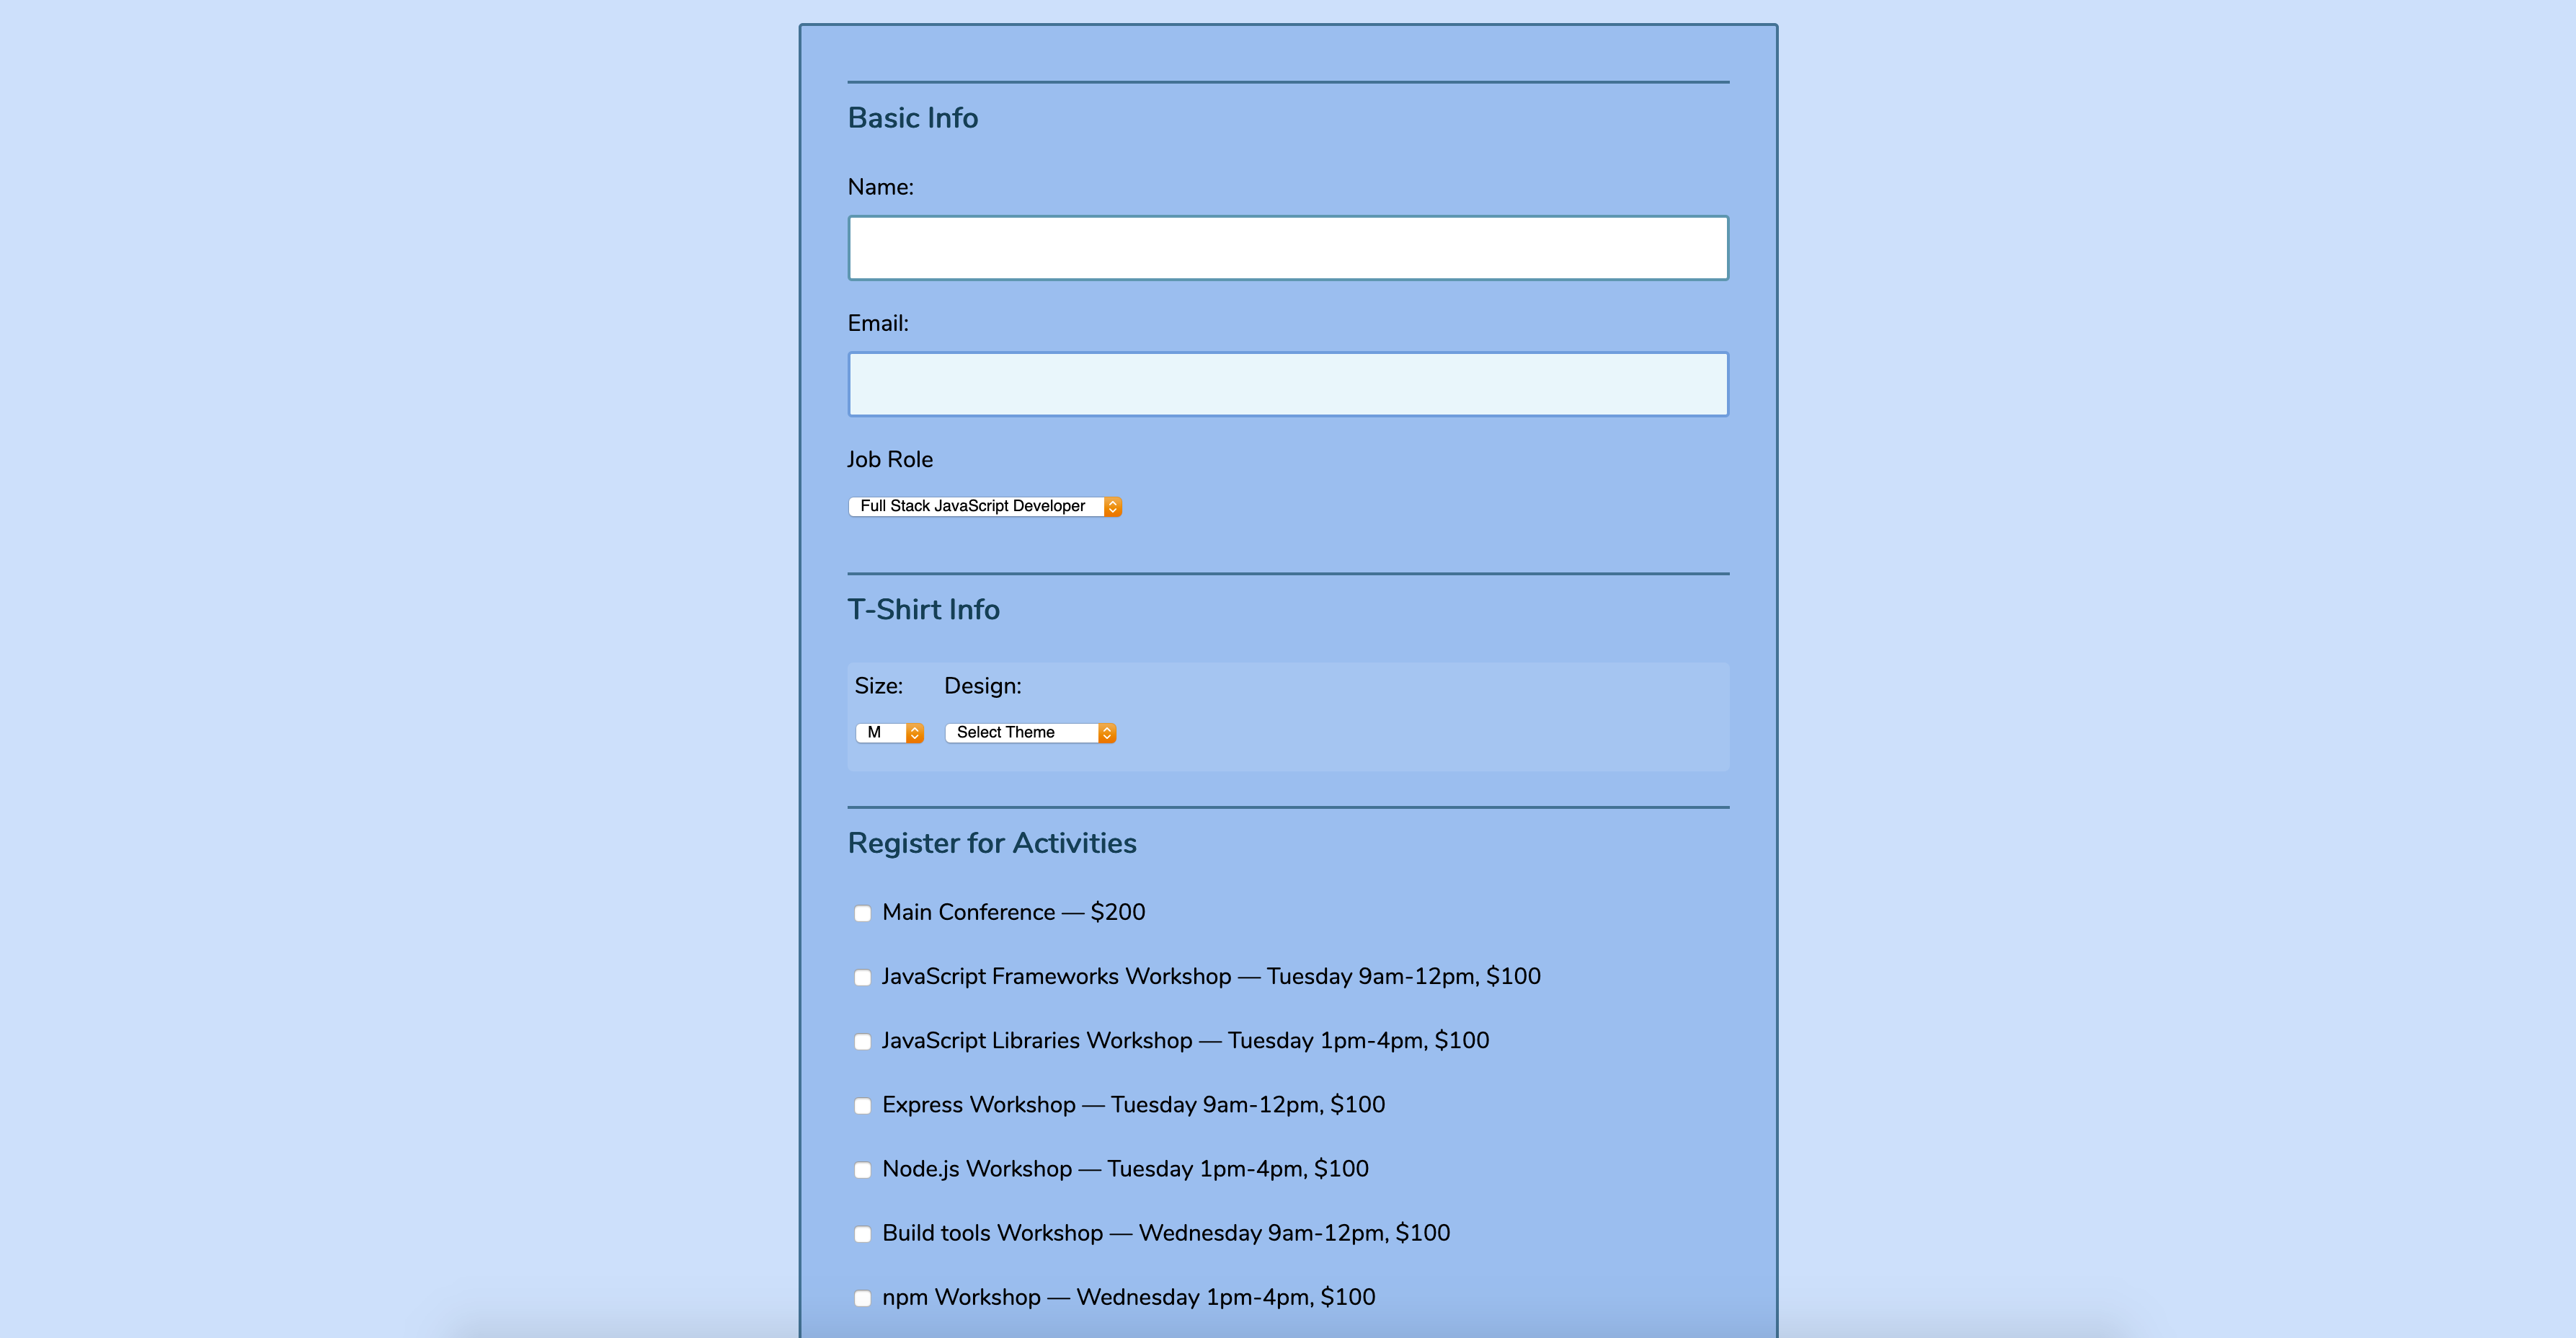 Basic Info
Name:
Email:
Job Role
Full Stack JavaScript Developer
T-Shirt Info
Size: Design:
M Select Theme
Register for Activities
Main Conference — $200
JavaScript Frameworks Workshop — Tuesday 9am-12pm, $100
JavaScript Libraries Workshop — Tuesday 1pm-4pm, $100
Express Workshop — Tuesday 9am-12pm, $100
Node.js Workshop — Tuesday 1pm-4pm, $100
Build tools Workshop — Wednesday 9am-12pm, $100
npm Workshop — Wednesday 1pm-4pm, $100